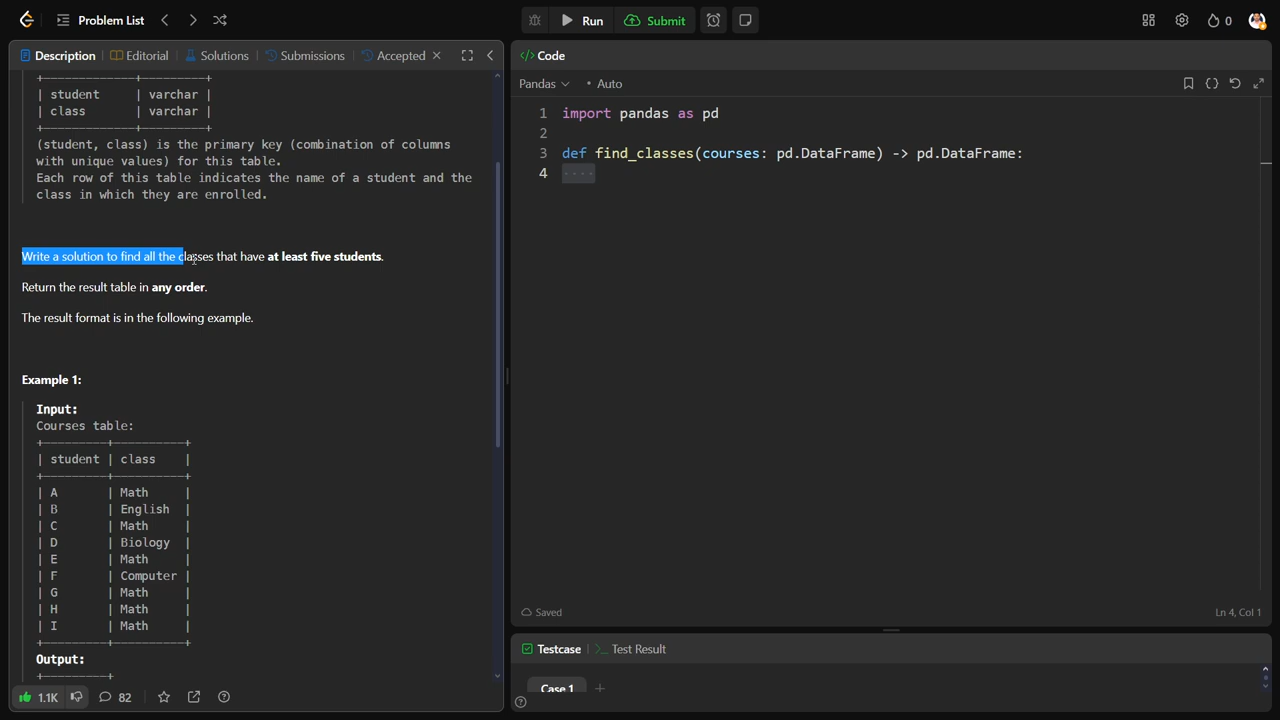 Problem List
Run
Submit
0
Description
Editorial
Solutions
Submissions
Accepted
</> Code
+--------------+---------+
| student | varchar |
| class | varchar |
+--------------+---------+
(student, class) is the primary key (combination of columns
with unique values) for this table.
Each row of this table indicates the name of a student and the
class in which they are enrolled.
Write a solution to find all the classes that have at least five students.
Return the result table in any order.
The result format is in the following example.
Example 1:
Input:
Courses table:
+---------+----------+
| student | class |
+---------+----------+
| A | Math |
| B | English |
| C | Math |
| D | Biology |
| E | Math |
| F | Computer |
| G | Math |
| H | Math |
| I | Math |
+---------+----------+
Output:
+---------+
1.1K
82
Pandas
• Auto
1 import pandas as pd
2
3 def find_classes(courses: pd.DataFrame) -> pd.DataFrame:
4 ····
Saved
Ln 4, Col 1
Testcase
>_ Test Result
Case 1 +